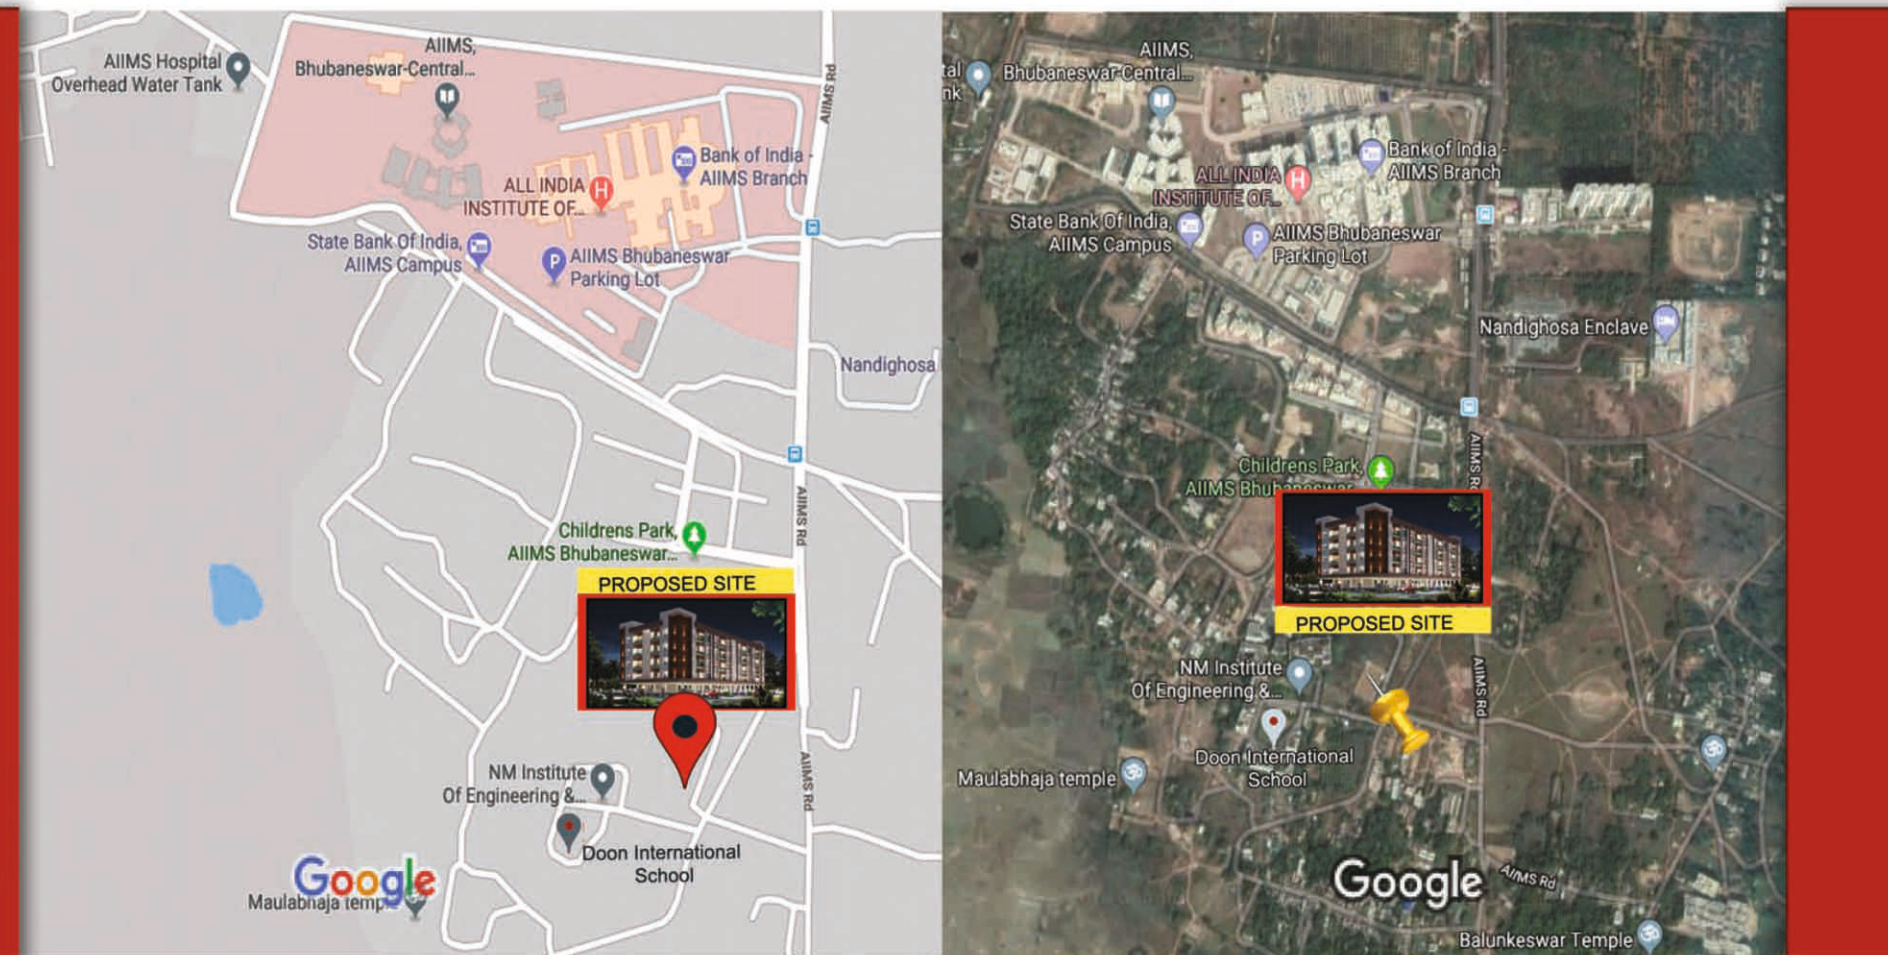 AIIMS Hospital
Overhead Water Tank
AIIMS,
Bhubaneswar-Central...
AIIMS Rd
Bank of India -
AIIMS Branch
ALL INDIA
INSTITUTE OF...
State Bank Of India,
AIIMS Campus
P
AIIMS Bhubaneswar
Parking Lot
H
Nandighosa
AIIMS Rd
Childrens Park,
AIIMS Bhubaneswar...
PROPOSED SITE
NM Institute
Of Engineering &...
AIIMS Rd
Doon International
School
Google
Maulabhaja temp
tal
nk
AIIMS,
Bhubaneswar-Central...
Bank of India -
AIIMS Branch
ALL INDIA
INSTITUTE OF...
H
State Bank Of India,
AIIMS Campus
P
AIIMS Bhubaneswar
Parking Lot
Nandighosa Enclave
AIIMS Rd
Childrens Park,
AIIMS Bhubaneswar
PROPOSED SITE
NM Institute
Of Engineering &...
AIIMS Rd
Doon International
School
Maulabhaja temple
ॐ
ॐ
Google
AIIMS Rd
Balunkeswar Temple
ॐ